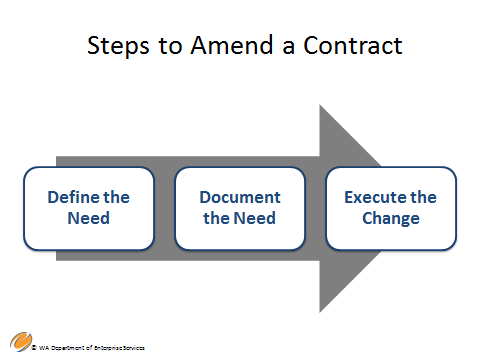 Steps to Amend a Contract
Define the
Need
Document
the Need
Execute the
Change
© WA Department of Enterprise Services